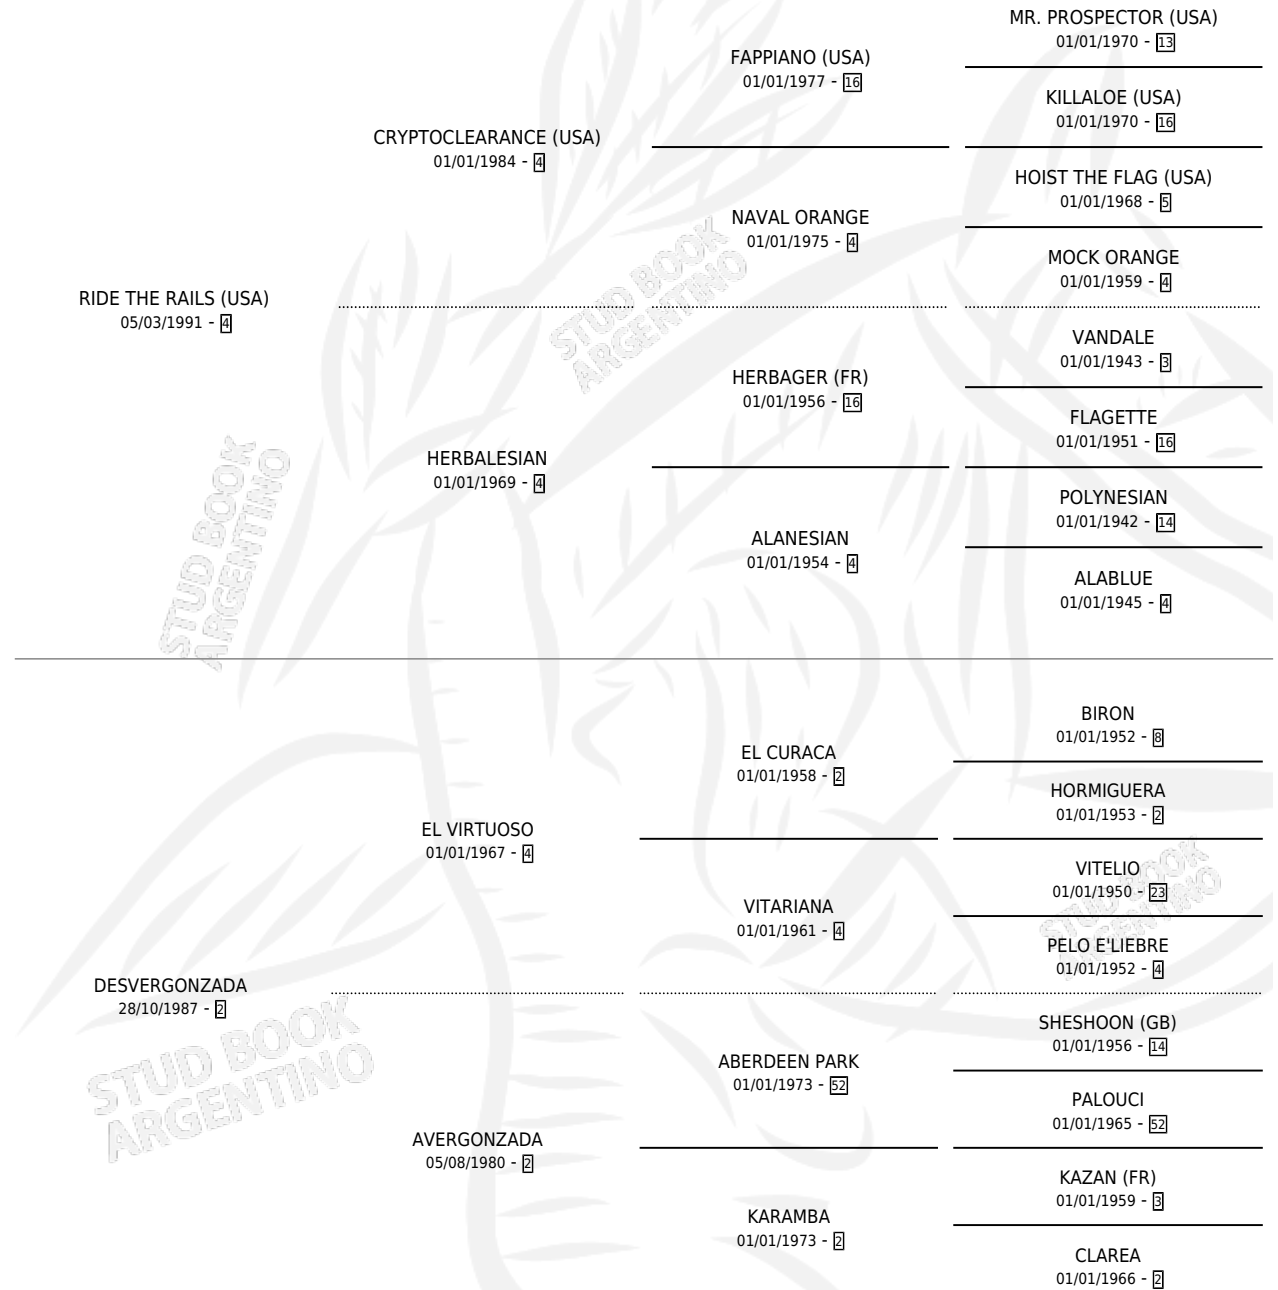 MR. PROSPECTOR (USA)
01/01/1970 - 13
FAPPIANO (USA)
01/01/1977 - 16
KILLALOE (USA)
01/01/1970 - 16
CRYPTOCLEARANCE (USA)
01/01/1984 - 4
HOIST THE FLAG (USA)
01/01/1968 - 5
NAVAL ORANGE
01/01/1975 - 4
MOCK ORANGE
01/01/1959 - 4
RIDE THE RAILS (USA)
05/03/1991 - 4
VANDALE
01/01/1943 - 3
HERBAGER (FR)
01/01/1956 - 16
FLAGETTE
01/01/1951 - 16
HERBALESIAN
01/01/1969 - 4
POLYNESIAN
01/01/1942 - 14
ALANESIAN
01/01/1954 - 4
ALABLUE
01/01/1945 - 4
BIRON
01/01/1952 - 8
EL CURACA
01/01/1958 - 2
HORMIGUERA
01/01/1953 - 2
EL VIRTUOSO
01/01/1967 - 4
VITELIO
01/01/1950 - 23
VITARIANA
01/01/1961 - 4
PELO E'LIEBRE
01/01/1952 - 4
DESVERGONZADA
28/10/1987 - 2
SHESHOON (GB)
01/01/1956 - 14
ABERDEEN PARK
01/01/1973 - 52
PALOUCI
01/01/1965 - 52
AVERGONZADA
05/08/1980 - 2
KAZAN (FR)
01/01/1959 - 3
KARAMBA
01/01/1973 - 2
CLAREA
01/01/1966 - 2
STUD BOOK
ARGENTINO
STUD BOOK
ARGENTINO
STUD BOOK
ARGENTINO
STUD BOOK
ARGENTINO